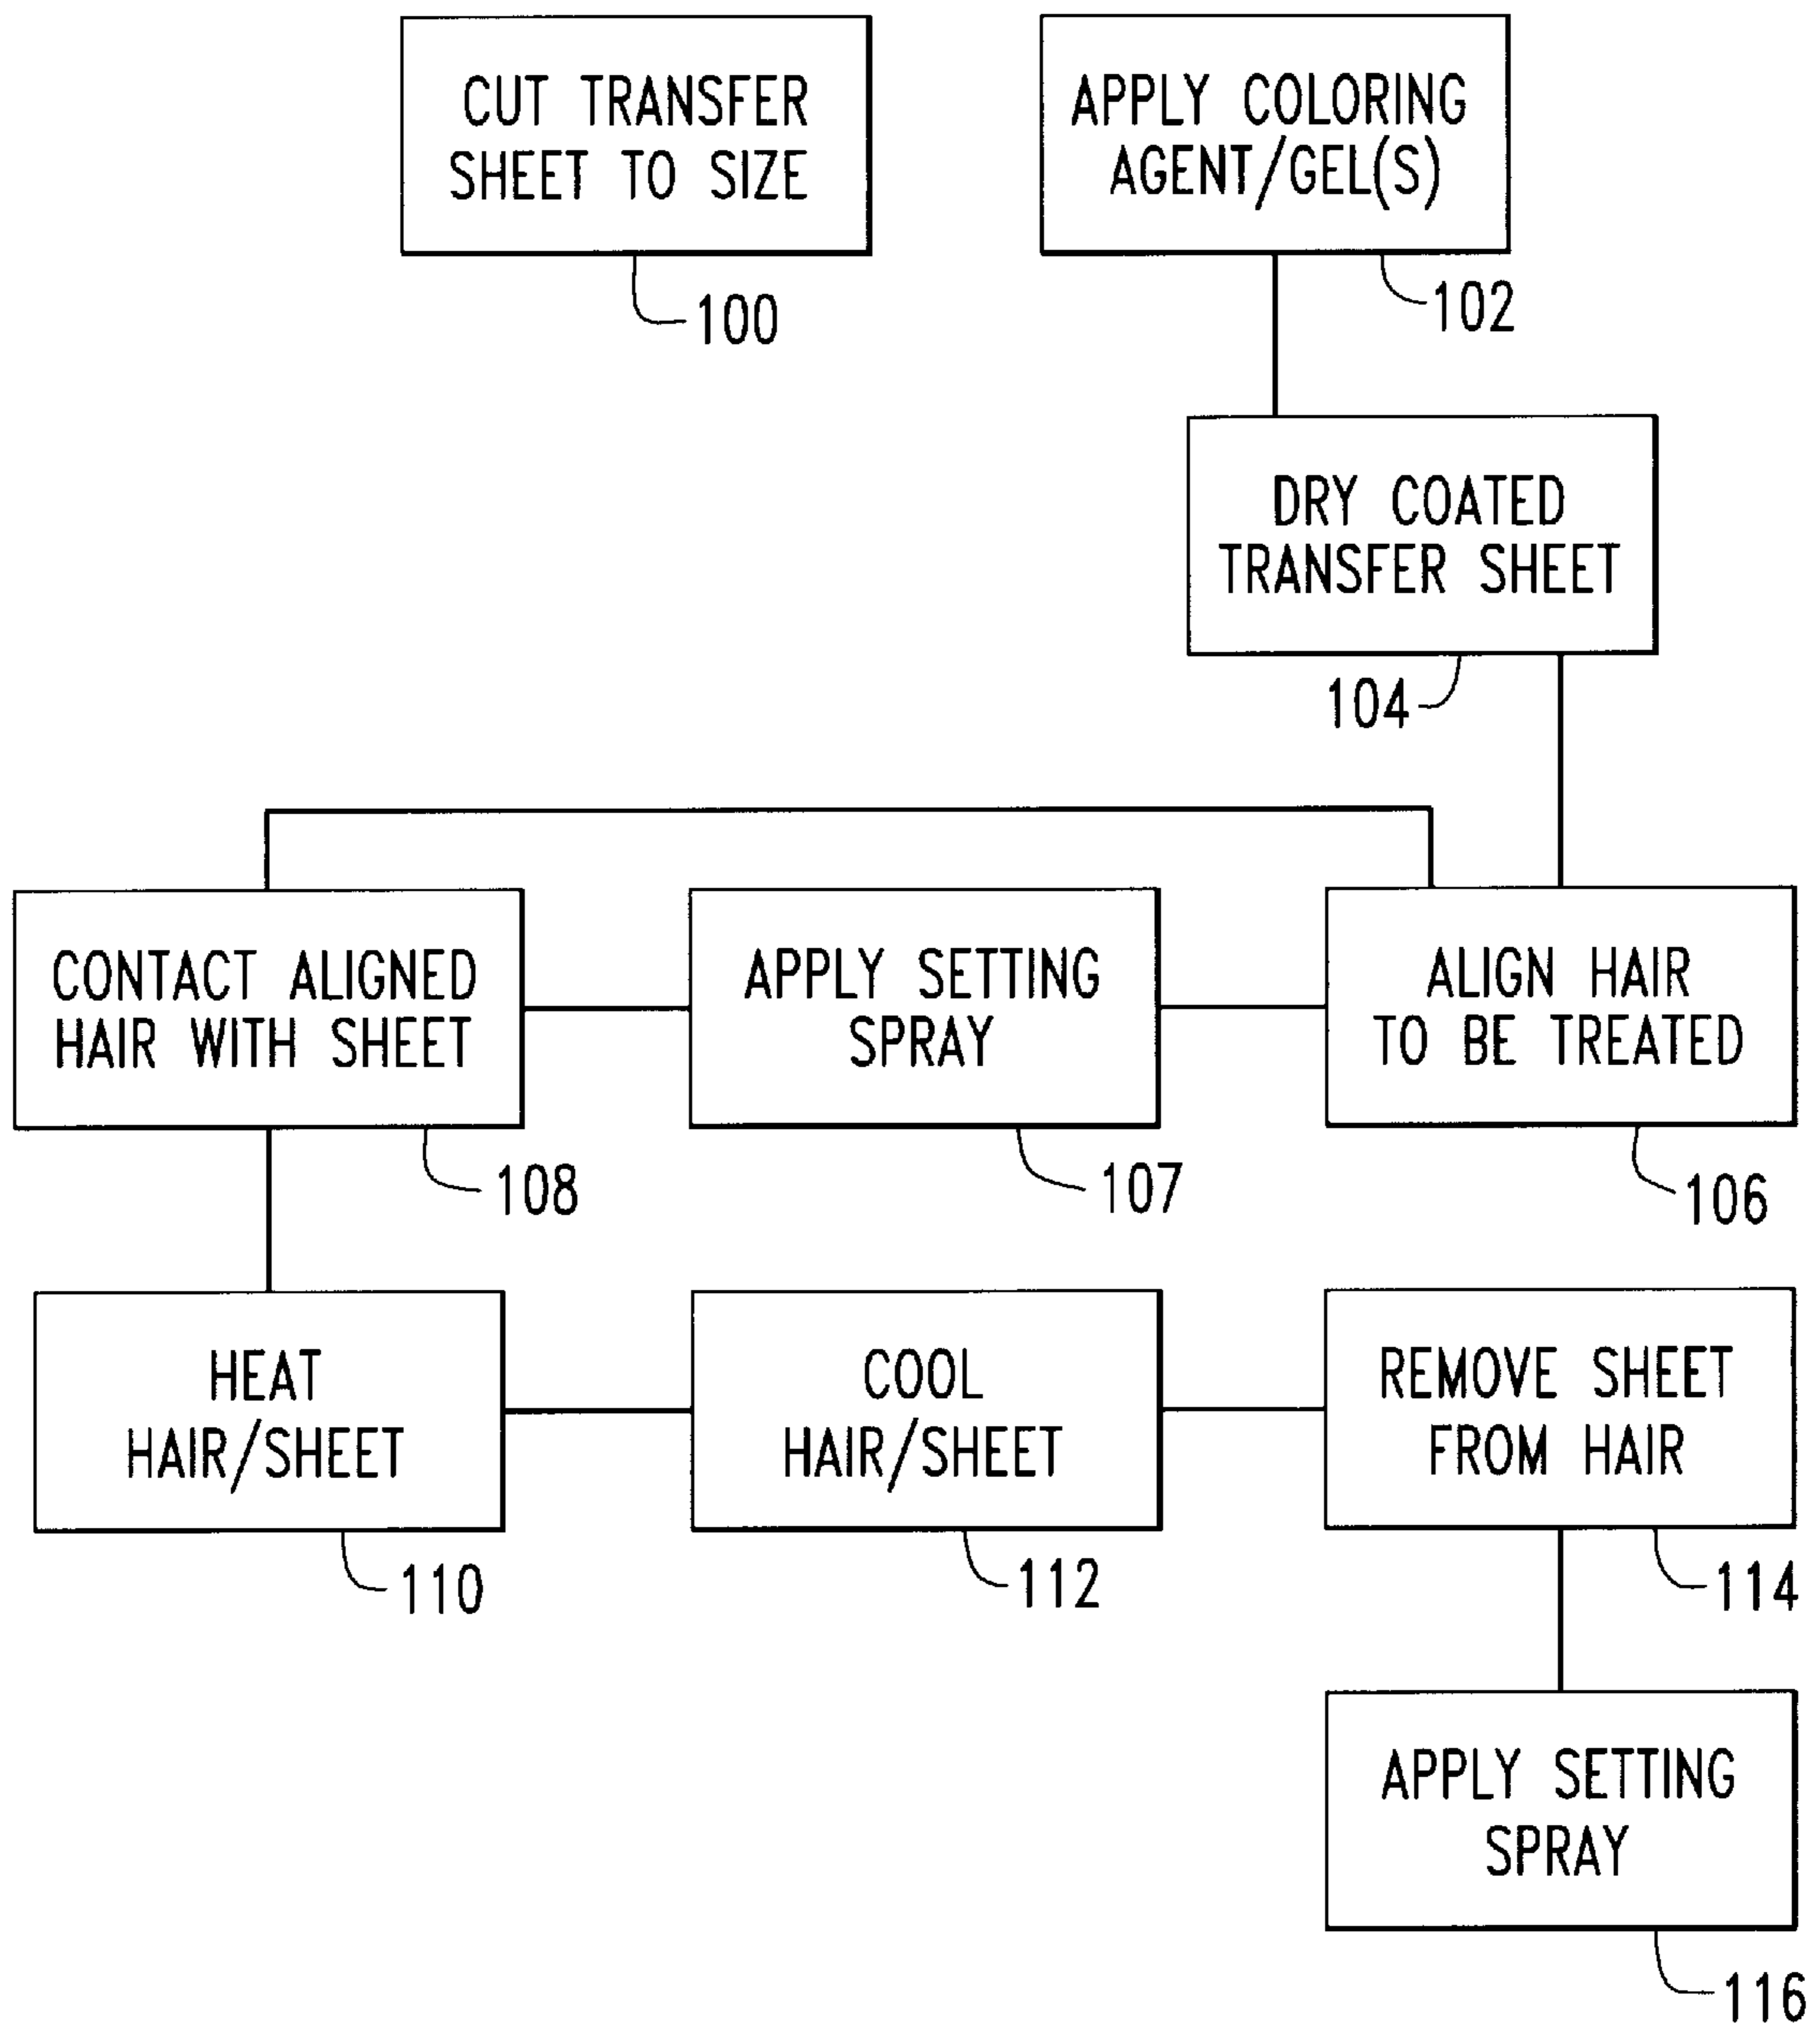 CUT TRANSFER
SHEET TO SIZE
100
APPLY COLORING
AGENT/GEL(S)
102
DRY COATED
TRANSFER SHEET
104
CONTACT ALIGNED
HAIR WITH SHEET
108
APPLY SETTING
SPRAY
107
ALIGN HAIR
TO BE TREATED
106
HEAT
HAIR/SHEET
110
COOL
HAIR/SHEET
112
REMOVE SHEET
FROM HAIR
114
APPLY SETTING
SPRAY
116